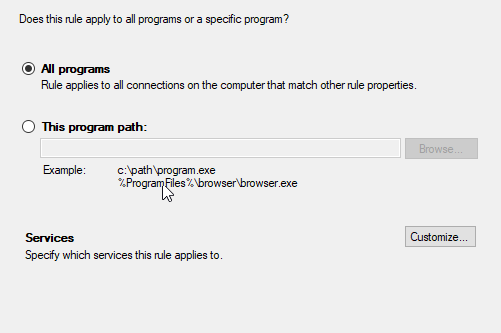 Does this rule apply to all programs or a specific program?
All programs
Rule applies to all connections on the computer that match other rule properties.
This program path:
Browse...
Example: c:\path\program.exe
%ProgramFiles%\browser\browser.exe
Services
Customize...
Specify which services this rule applies to.